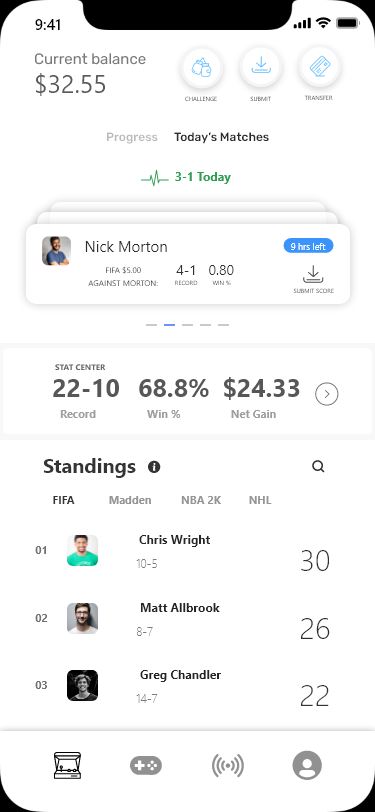 9:41
Current balance
$32.55
CHALLENGE
SUBMIT
TRANSFER
Progress
Today's Matches
3-1 Today
Nick Morton
9 hrs left
FIFA $5.00
AGAINST MORTON:
4-1
RECORD
0.80
WIN %
SUBMIT SCORE
STAT CENTER
22-10
68.8%
$24.33
Record
Win %
Net Gain
Standings
FIFA
Madden
NBA 2K
NHL
01
Chris Wright
10-5
30
02
Matt Allbrook
8-7
26
03
Greg Chandler
14-7
22